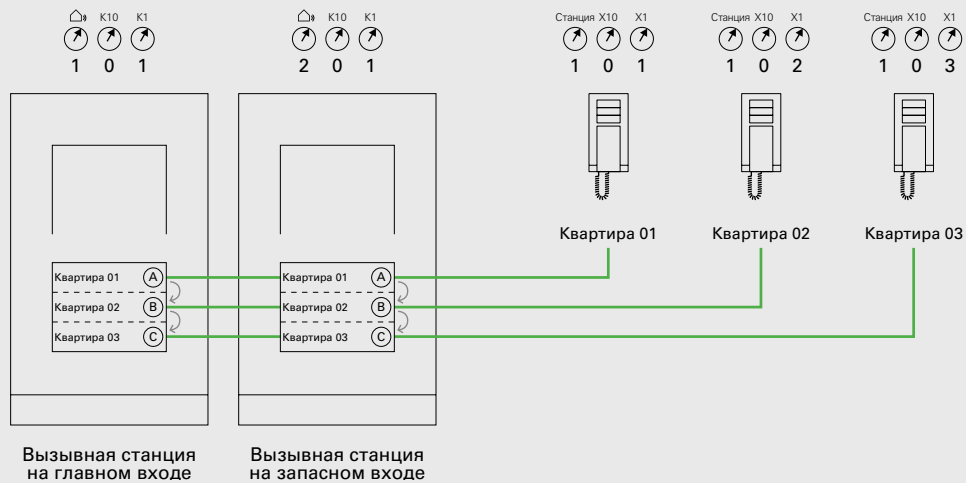 K10 K1
1 0 1
K10 K1
2 0 1
Станция X10 X1
1 0 1
Станция X10 X1
1 0 2
Станция X10 X1
1 0 3
Квартира 01 A
Квартира 02 B
Квартира 03 C
Квартира 01 A
Квартира 02 B
Квартира 03 C
Квартира 01
Квартира 02
Квартира 03
Вызывная станция
на главном входе
Вызывная станция
на запасном входе